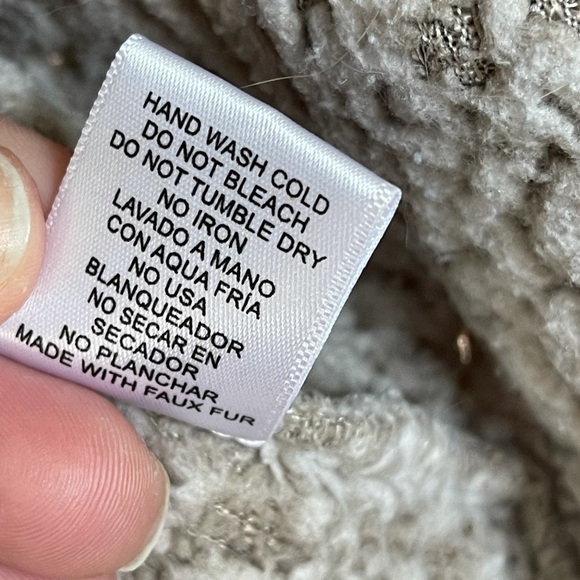 HAND WASH COLD
DO NOT BLEACH
DO NOT TUMBLE DRY
NO IRON
LAVADO A MANO
CON AQUA FRÍA
NO USA
BLANQUEADOR
NO SECAR EN
SECADOR
NO PLANCHAR
MADE WITH FAUX FUR